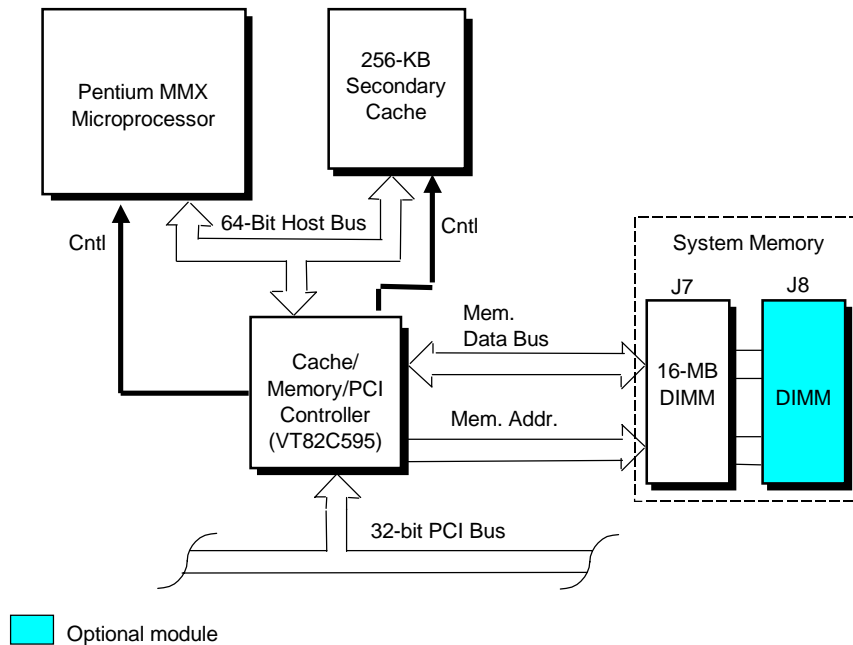 Pentium MMX
Microprocessor
256-KB
Secondary
Cache
64-Bit Host Bus
Cntl
Cntl
System Memory
J7
J8
Mem.
Data Bus
16-MB
DIMM
DIMM
Cache/
Memory/PCI
Controller
(VT82C595)
Mem. Addr.
32-bit PCI Bus
Optional module